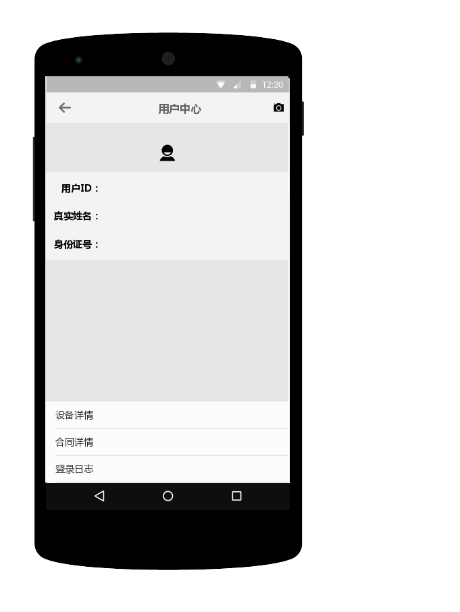 12:30
用户中心
用户ID：
真实姓名：
身份证号：
设备详情
合同详情
登录日志